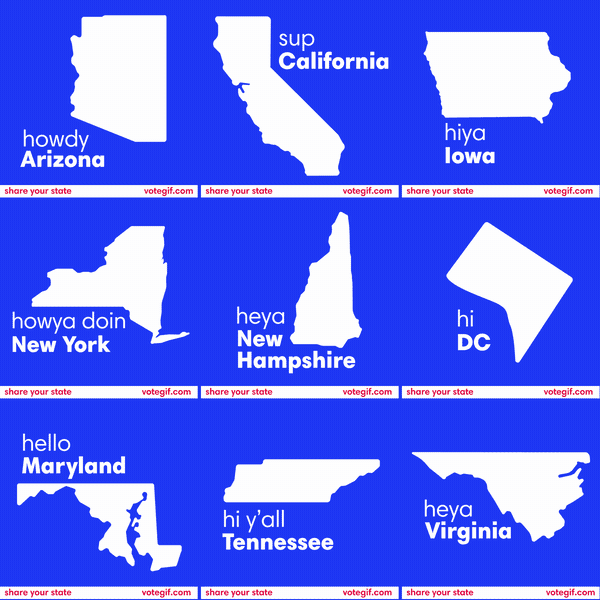 howdy
Arizona
share your state votegif.com
sup
California
share your state votegif.com
hiya
Iowa
share your state votegif.com
howya doin
New York
share your state votegif.com
heya
New
Hampshire
share your state votegif.com
hi
DC
share your state votegif.com
hello
Maryland
share your state votegif.com
hi y'all
Tennessee
share your state votegif.com
heya
Virginia
share your state votegif.com